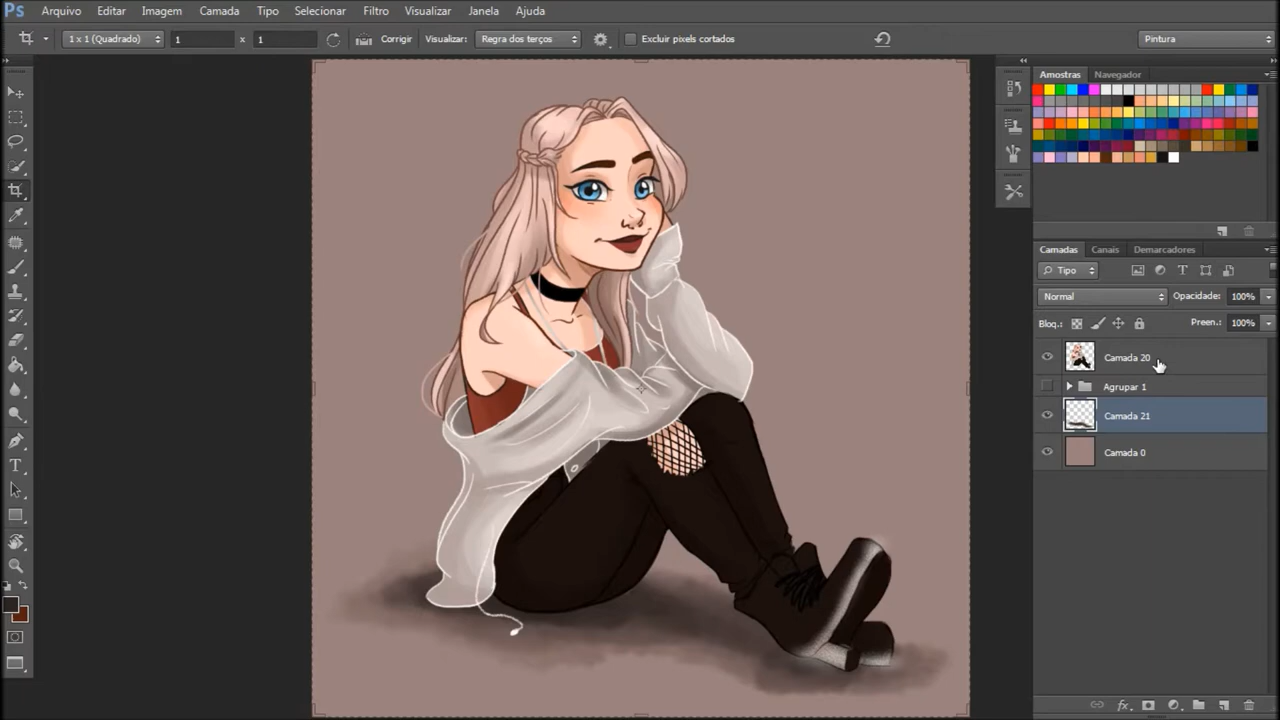 Ps Arquivo Editar Imagem Camada Tipo Selecionar Filtro Visualizar Janela Ajuda
1 x 1 (Quadrado) 1 x 1 Corrigir Visualizar: Regra dos terços Excluir pixels cortados Pintura
Amostras Navegador
Camadas Canais Demarcadores
Tipo
Normal Opacidade: 100%
Bloq.: Preen.: 100%
Camada 20
Agrupar 1
Camada 21
Camada 0